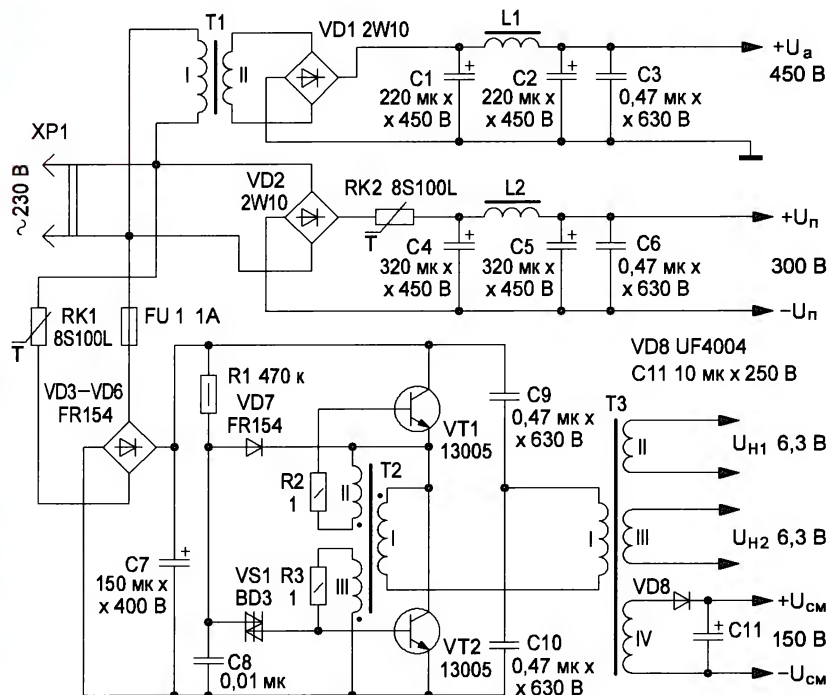 T1
VD1 2W10
L1
I
II
C1
220 мк х
х 450 В
C2
220 мк х
х 450 В
C3
0,47 мк х
х 630 В
+Uа
450 В
XP1
~230 В
VD2
2W10
RK2 8S100L
T
L2
C4
320 мк х
х 450 В
C5
320 мк х
х 450 В
C6
0,47 мк х
х 630 В
+Uп
300 В
−Uп
RK1
8S100L
T
FU 1 1A
VD3−VD6
FR154
R1 470 к
VD7
FR154
VT1
13005
C9
0,47 мк х
х 630 В
VD8 UF4004
C11 10 мк х 250 В
T3
R2
1
II
T2
I
I
II
UН1 6,3 В
C7
150 мк х
х 400 В
VS1
BD3
R3
1
III
III
UН2 6,3 В
VT2
13005
C8
0,01 мк
C10
0,47 мк х
х 630 В
IV
VD8
C11
+Uсм
150 В
−Uсм